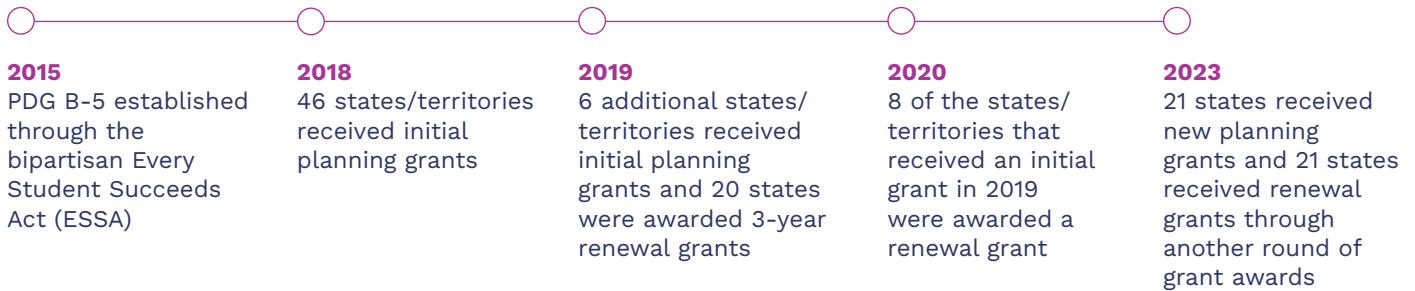 2015
PDG B-5 established
through the
bipartisan Every
Student Succeeds
Act (ESSA)
2018
46 states/territories
received initial
planning grants
2019
6 additional states/
territories received
initial planning
grants and 20 states
were awarded 3-year
renewal grants
2020
8 of the states/
territories that
received an initial
grant in 2019
were awarded a
renewal grant
2023
21 states received
new planning
grants and 21 states
received renewal
grants through
another round of
grant awards